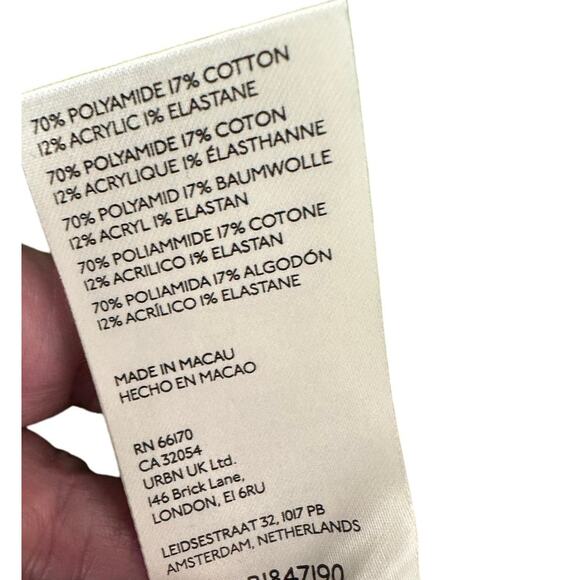 70% POLYAMIDE 17% COTTON
12% ACRYLIC 1% ELASTANE
70% POLYAMIDE 17% COTON
12% ACRYLIQUE 1% ÉLASTHANNE
70% POLYAMID 17% BAUMWOLLE
12% ACRYL 1% ELASTAN
70% POLIAMMIDE 17% COTONE
12% ACRILICO 1% ELASTAN
70% POLIAMIDA 17% ALGODÓN
12% ACRÍLICO 1% ELASTANE
MADE IN MACAU
HECHO EN MACAO
RN 66170
CA 32054
URBN UK Ltd.
146 Brick Lane,
LONDON, E1 6RU
LEIDSESTRAAT 32, 1017 PB
AMSTERDAM, NETHERLANDS